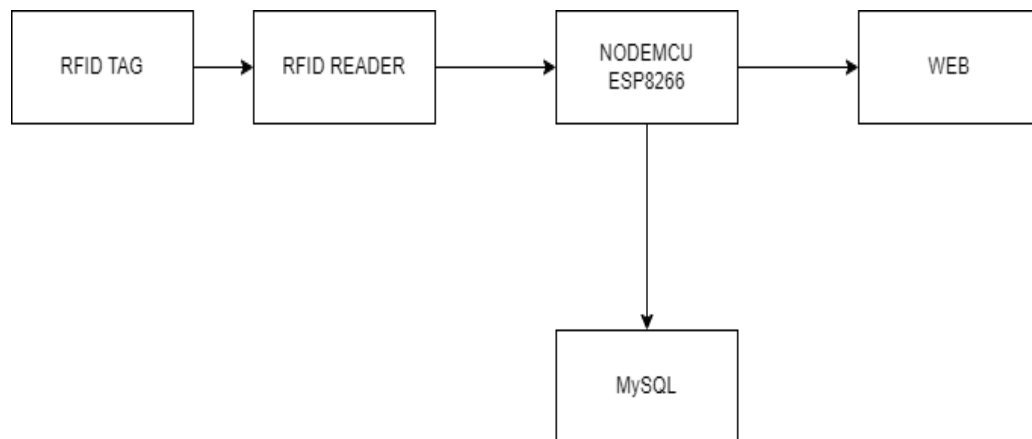 RFID TAG
RFID READER
NODEMCU
ESP8266
WEB
MySQL